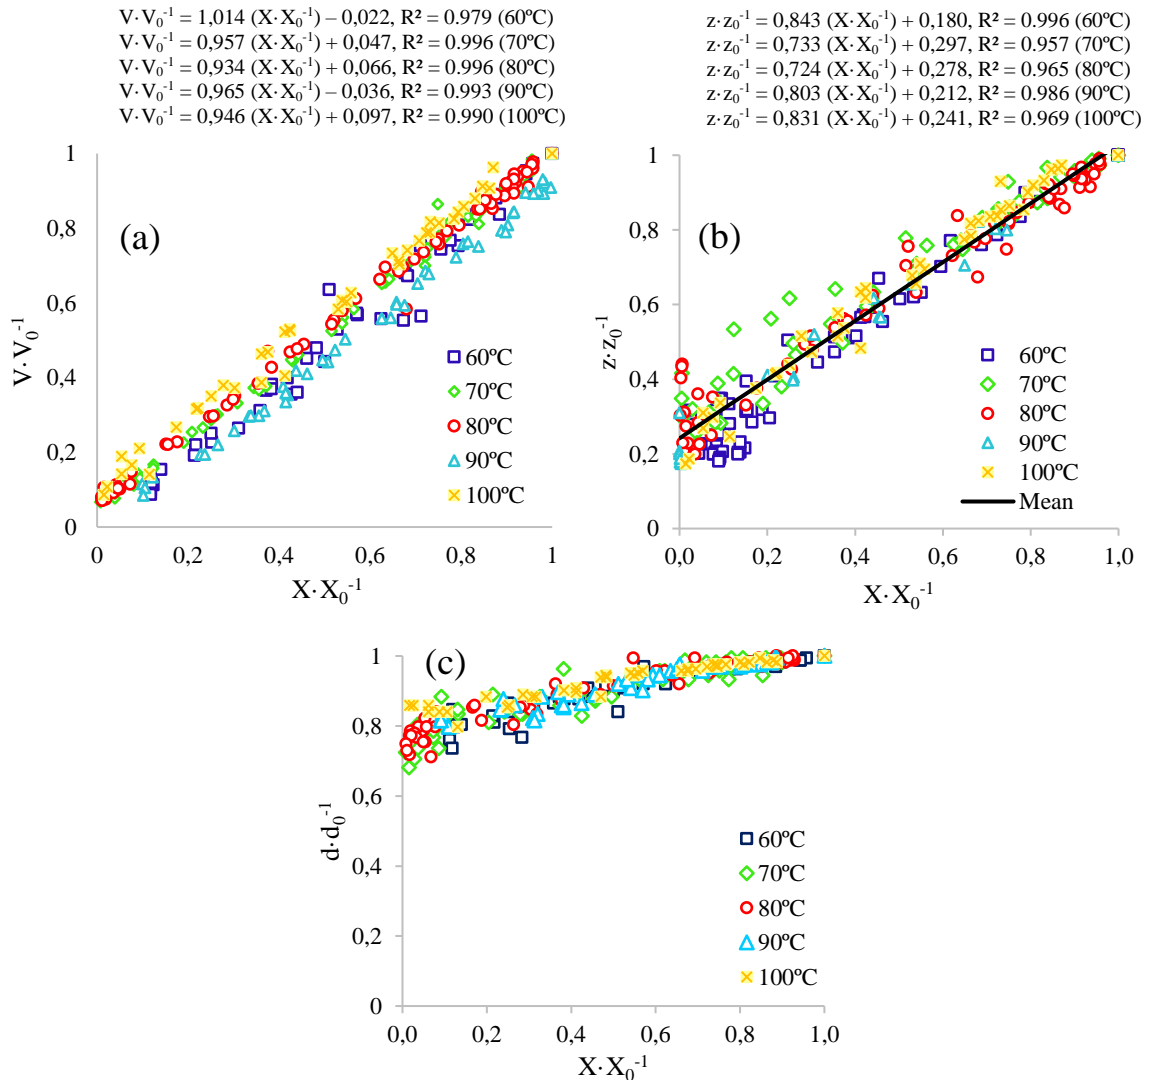 V·V₀⁻¹ = 1,014 (X·X₀⁻¹) – 0,022, R² = 0.979 (60ºC)
V·V₀⁻¹ = 0,957 (X·X₀⁻¹) + 0,047, R² = 0.996 (70ºC)
V·V₀⁻¹ = 0,934 (X·X₀⁻¹) + 0,066, R² = 0.996 (80ºC)
V·V₀⁻¹ = 0,965 (X·X₀⁻¹) – 0,036, R² = 0.993 (90ºC)
V·V₀⁻¹ = 0,946 (X·X₀⁻¹) + 0,097, R² = 0.990 (100ºC)
1
0,8
0,6
0,4
0,2
0
V·V₀⁻¹
(a)
60ºC
70ºC
80ºC
90ºC
100ºC
0 0,2 0,4 0,6 0,8 1
X·X₀⁻¹
z·z₀⁻¹ = 0,843 (X·X₀⁻¹) + 0,180, R² = 0.996 (60ºC)
z·z₀⁻¹ = 0,733 (X·X₀⁻¹) + 0,297, R² = 0.957 (70ºC)
z·z₀⁻¹ = 0,724 (X·X₀⁻¹) + 0,278, R² = 0.965 (80ºC)
z·z₀⁻¹ = 0,803 (X·X₀⁻¹) + 0,212, R² = 0.986 (90ºC)
z·z₀⁻¹ = 0,831 (X·X₀⁻¹) + 0,241, R² = 0.969 (100ºC)
1
0,8
0,6
0,4
0,2
0
z·z₀⁻¹
(b)
60ºC
70ºC
80ºC
90ºC
100ºC
Mean
0,0 0,2 0,4 0,6 0,8 1,0
X·X₀⁻¹
1
0,8
0,6
0,4
0,2
0
d·d₀⁻¹
(c)
60ºC
70ºC
80ºC
90ºC
100ºC
0,0 0,2 0,4 0,6 0,8 1,0
X·X₀⁻¹